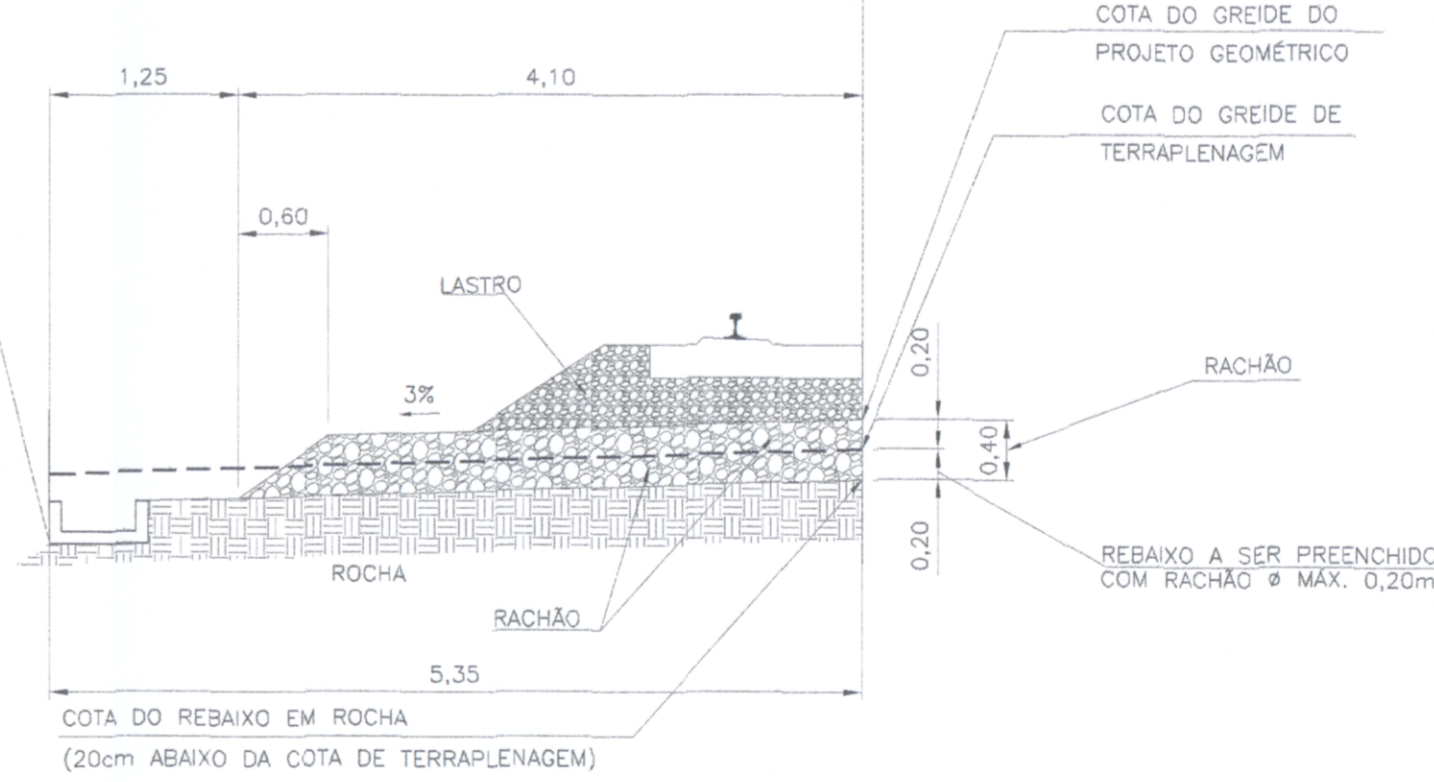 COTA DO GREIDE DO
PROJETO GEOMÉTRICO
1,25
4,10
COTA DO GREIDE DE
TERRAPLENAGEM
0,60
LASTRO
0,20
RACHÃO
3%
0,40
0,20
REBAIXO A SER PREENCHIDO
COM RACHÃO Ø MÁX. 0,20m
ROCHA
RACHÃO
5,35
COTA DO REBAIXO EM ROCHA
(20cm ABAIXO DA COTA DE TERRAPLENAGEM)